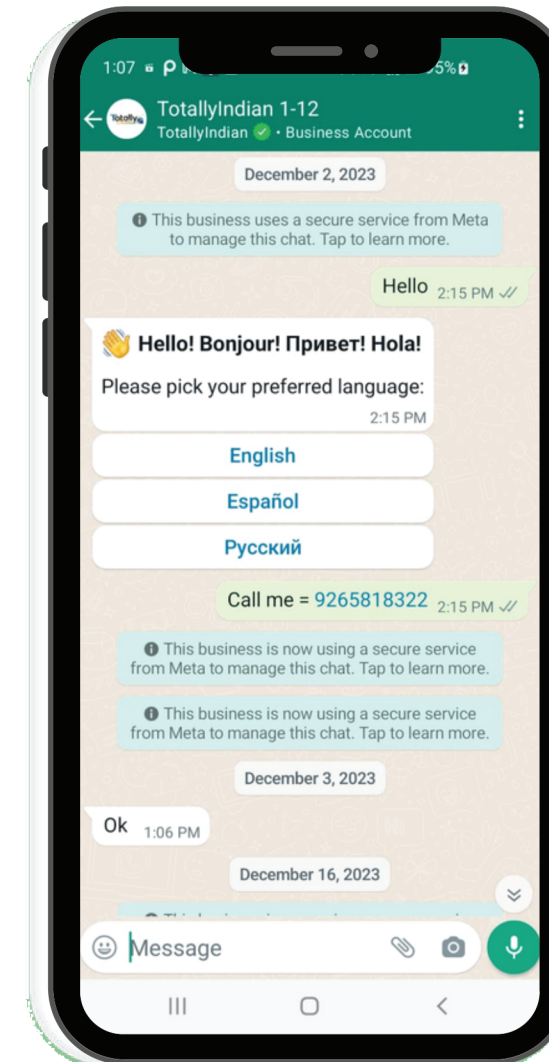 1:07
5%
TotallyIndian 1-12
Totally
TotallyIndian • Business Account
December 2, 2023
This business uses a secure service from Meta
to manage this chat. Tap to learn more.
Hello 2:15 PM
Hello! Bonjour! Привет! Hola!
Please pick your preferred language:
2:15 PM
English
Español
Русский
Call me = 9265818322 2:15 PM
This business is now using a secure service
from Meta to manage this chat. Tap to learn more.
This business is now using a secure service
from Meta to manage this chat. Tap to learn more.
December 3, 2023
Ok 1:06 PM
December 16, 2023
Message